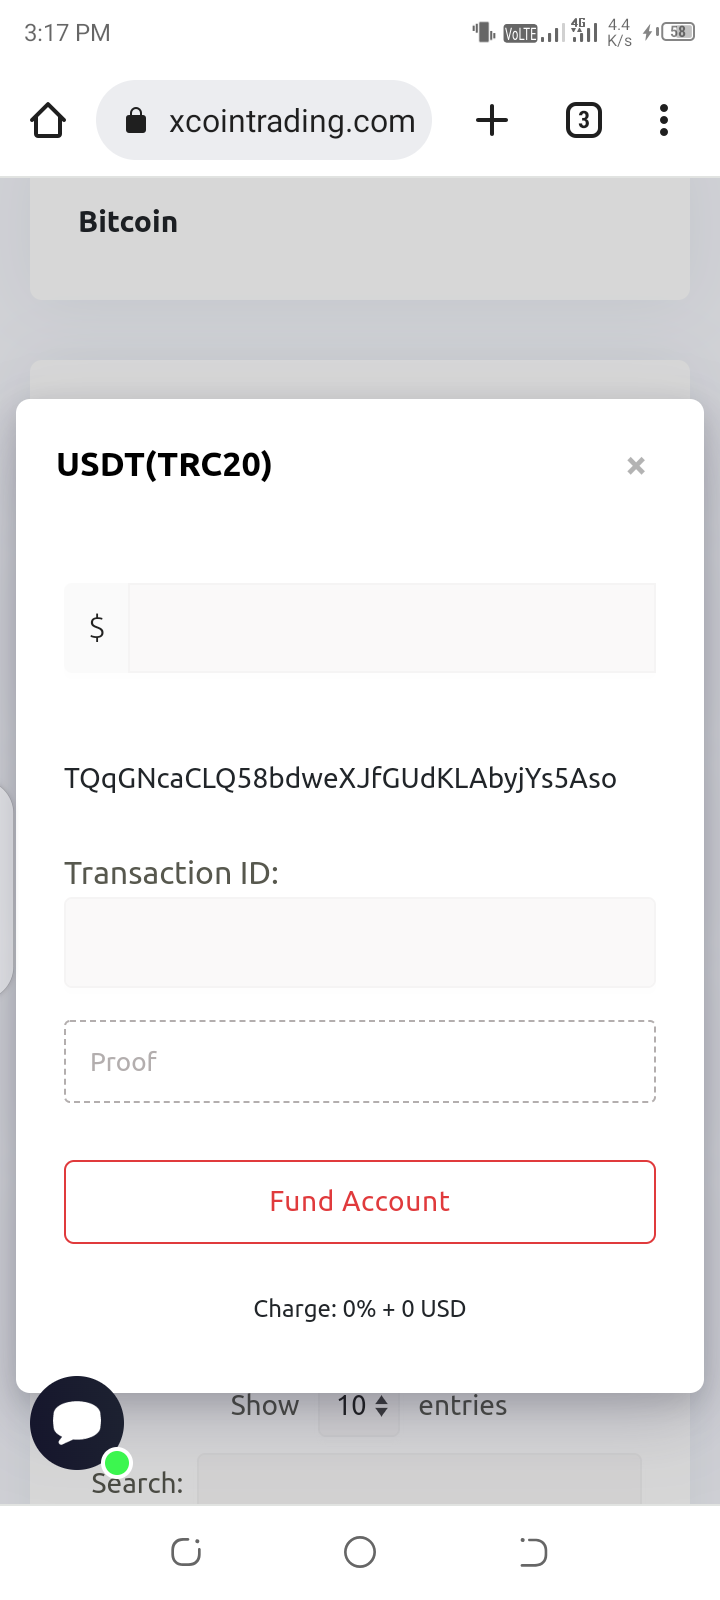 3:17 PM
VoLTE
4G
4.4
K/s
58
xcointrading.com
3
Bitcoin
USDT(TRC20)
×
$
TQqGNcaCLQ58bdweXJfGUdKLAbyjYs5Aso
Transaction ID:
Proof
Fund Account
Charge: 0% + 0 USD
Show 10 entries
Search: